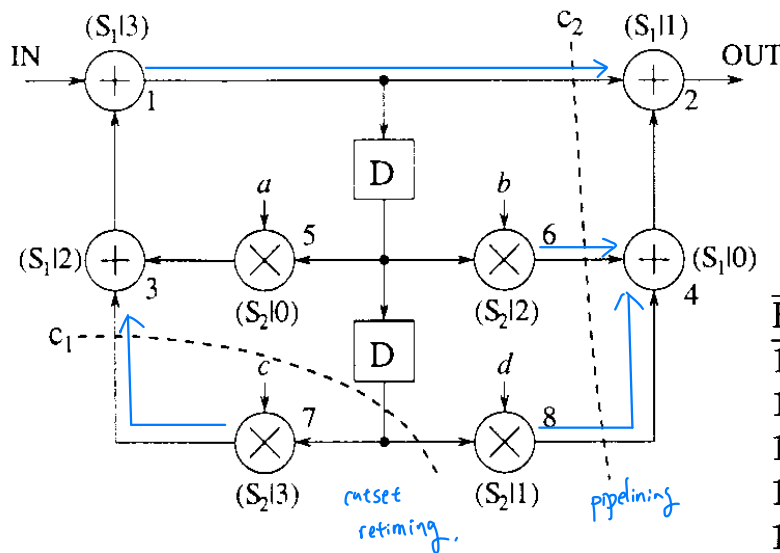 (S₁|3) (S₁|1)
c₂
IN + 1 + 2 OUT
D
a b
(S₁|2) + 3 × 5 × 6 + 4 (S₁|0)
(S₂|0) (S₂|2)
c₁ D
c d
× 7 × 8
(S₂|3) (S₂|1)
cutset pipelining
retiming.